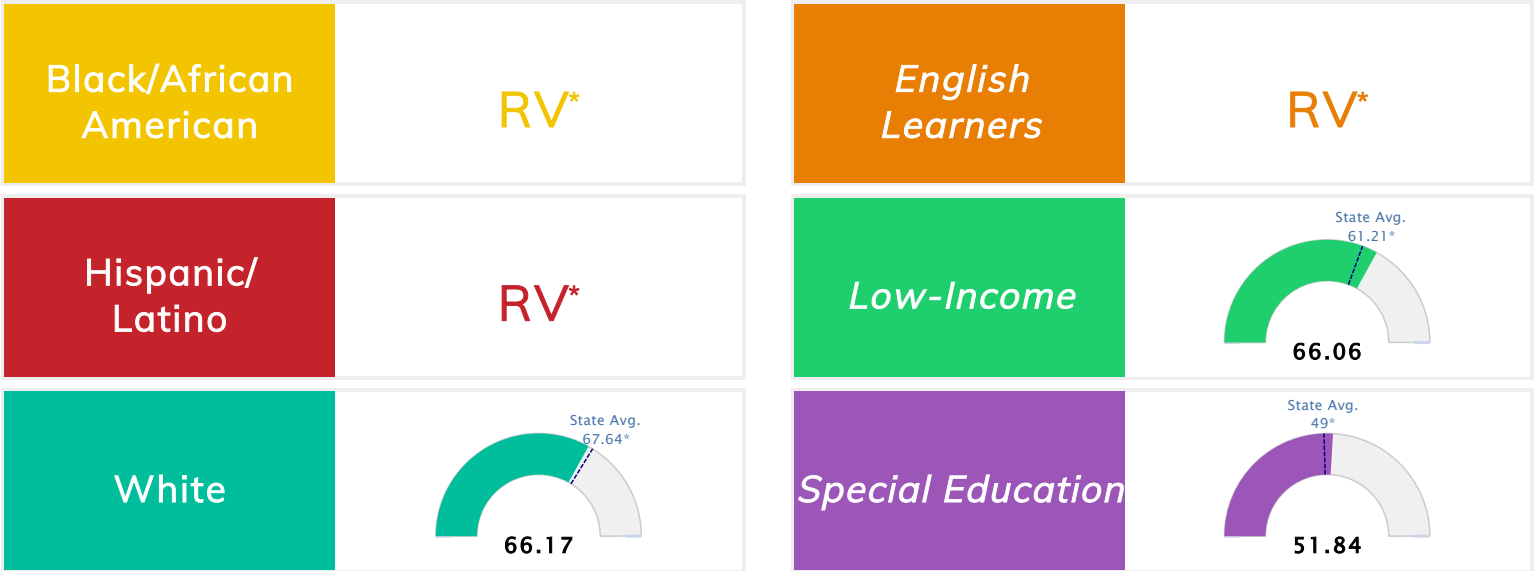 Black/African
American
RV*
English
Learners
RV*
Hispanic/
Latino
RV*
Low-Income
State Avg.
61.21*
66.06
White
State Avg.
67.64*
66.17
Special Education
State Avg.
49*
51.84